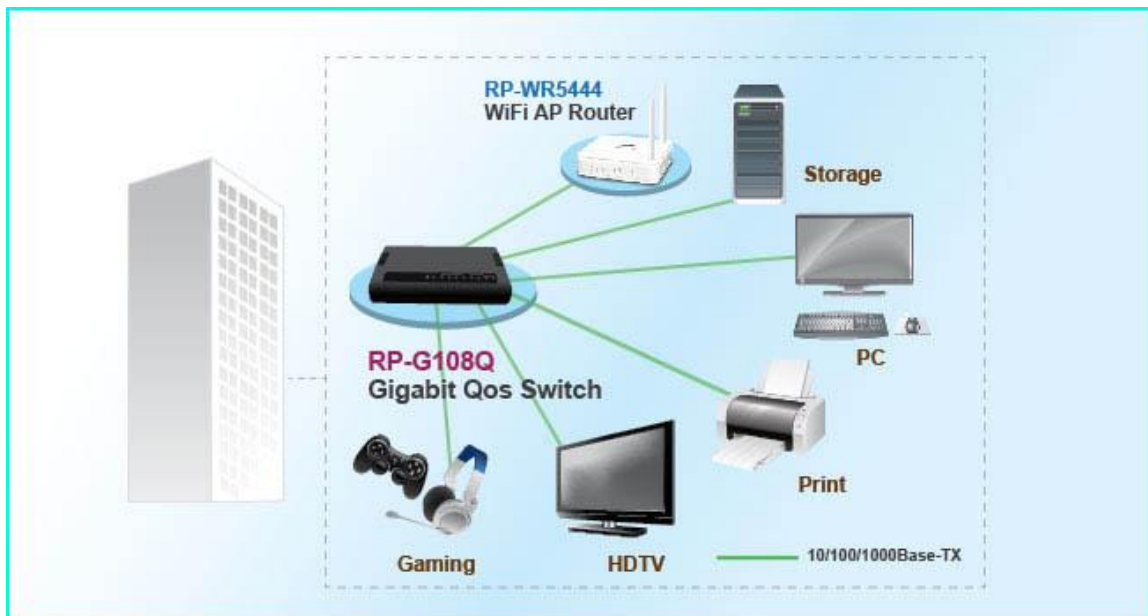 RP-WR5444
WiFi AP Router
Storage
PC
RP-G108Q
Gigabit Qos Switch
Print
Gaming
HDTV
10/100/1000Base-TX